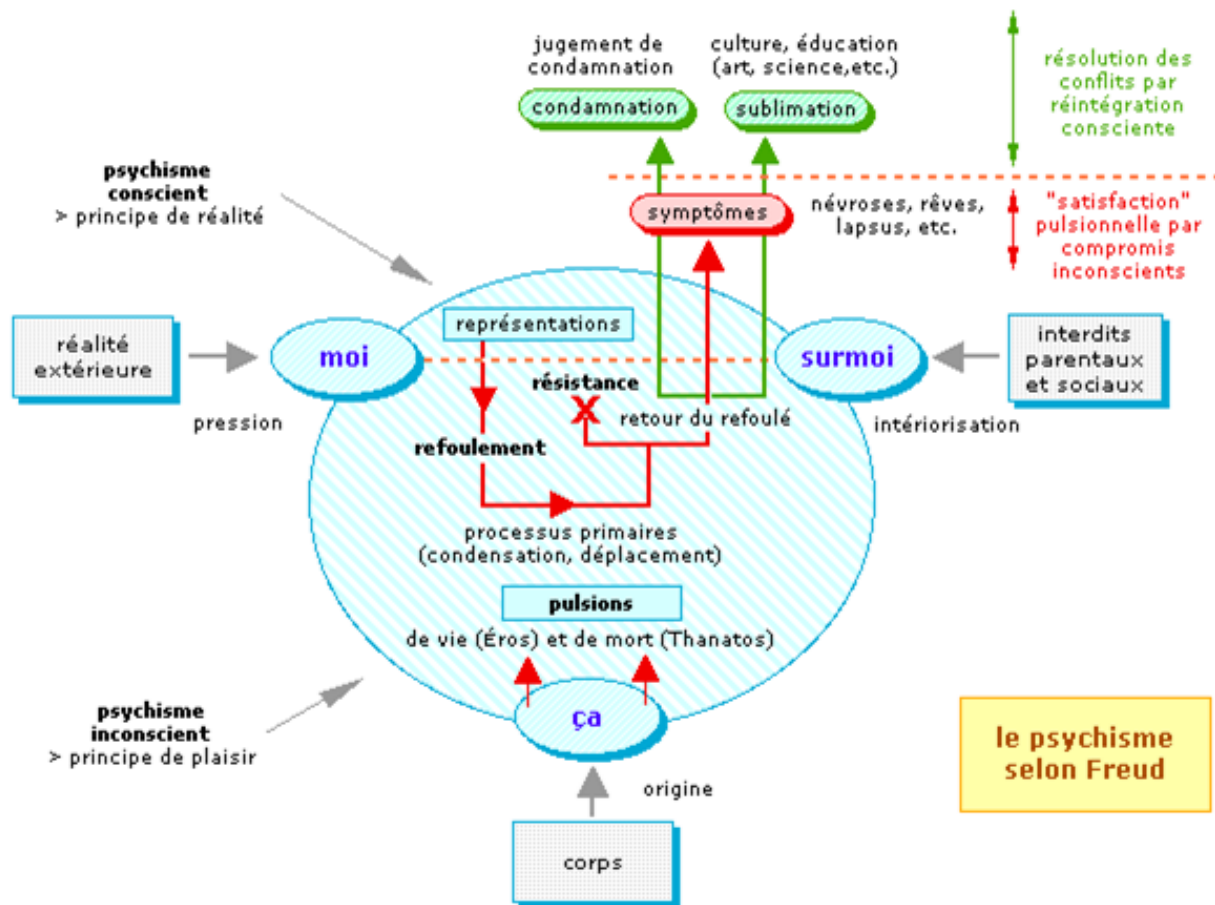 jugement de
condamnation
culture, éducation
(art, science,etc.)
condamnation
sublimation
résolution des
conflits par
réintégration
consciente
psychisme
conscient
> principe de réalité
symptômes
névroses, rêves,
lapsus, etc.
"satisfaction"
pulsionnelle par
compromis
inconscients
réalité
extérieure
moi
représentations
surmoi
interdits
parentaux
et sociaux
pression
résistance
retour du refoulé
intériorisation
refoulement
processus primaires
(condensation, déplacement)
pulsions
de vie (Éros) et de mort (Thanatos)
psychisme
inconscient
> principe de plaisir
ça
origine
corps
le psychisme
selon Freud